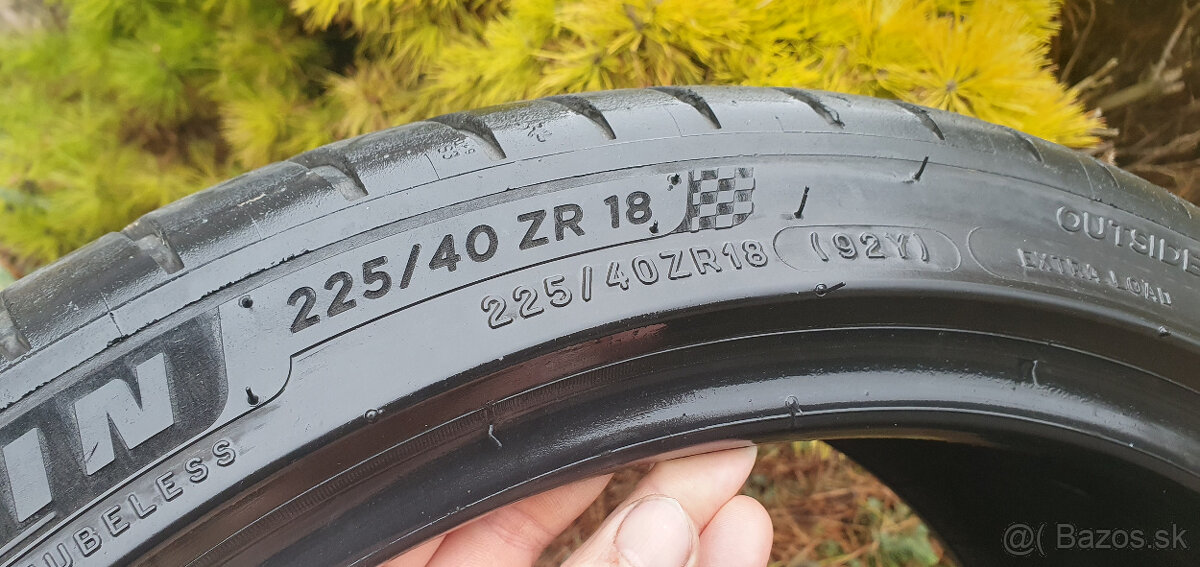 225/40 ZR 18
225/40ZR18 (92Y)
OUTSIDE
EXTRA LOAD
IN
UBELESS
@( Bazos.sk